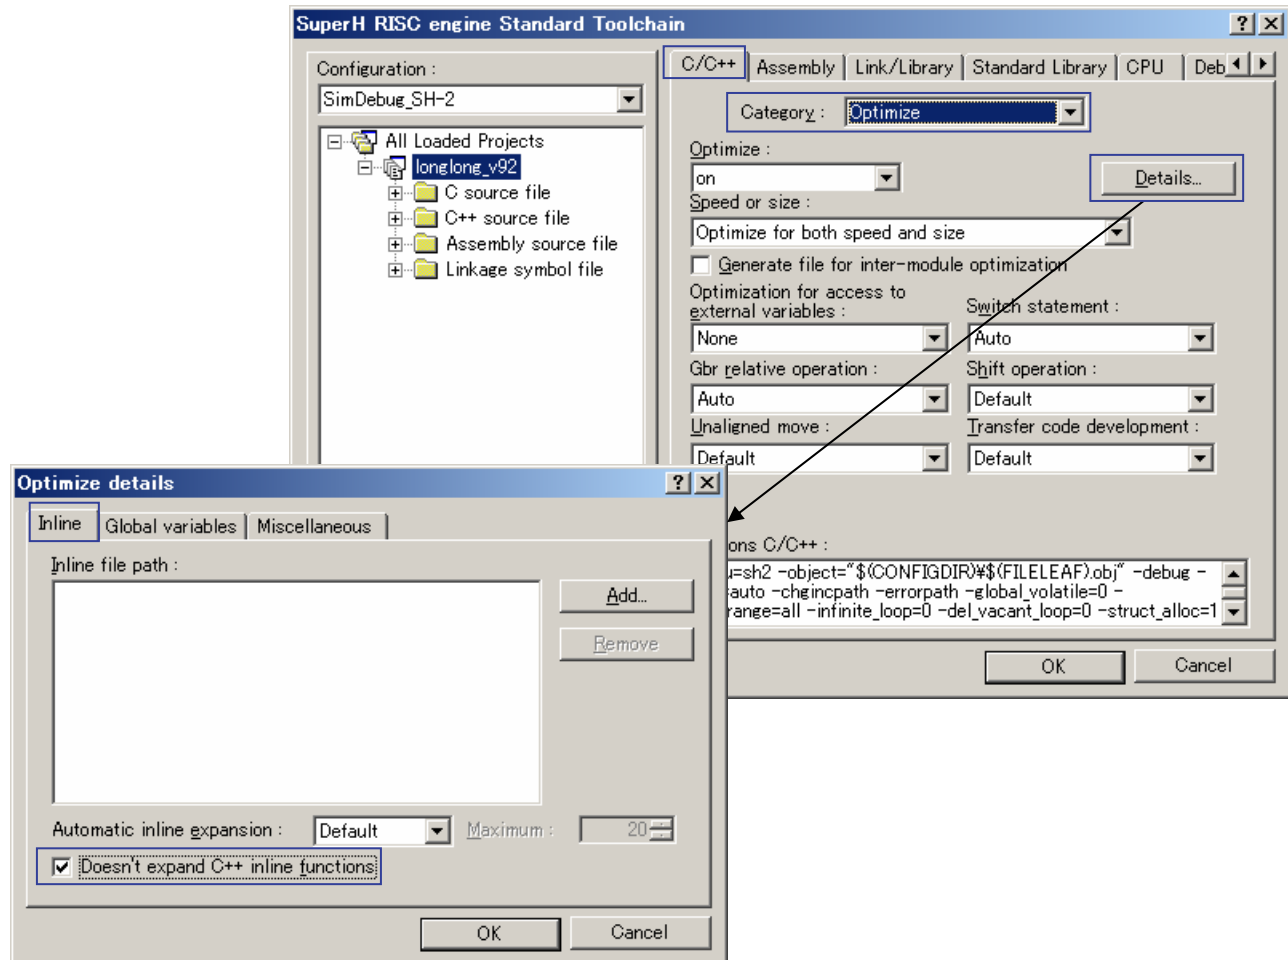 SuperH RISC engine Standard Toolchain
Configuration :
SimDebug_SH-2
All Loaded Projects
longlong_v92
C source file
C++ source file
Assembly source file
Linkage symbol file
C/C++ Assembly Link/Library Standard Library CPU Deb
Category : Optimize
Optimize :
on
Details...
Speed or size :
Optimize for both speed and size
Generate file for inter-module optimization
Optimization for access to
external variables :
Switch statement :
None
Auto
Gbr relative operation :
Shift operation :
Auto
Default
Unaligned move :
Transfer code development :
Default
Default
ons C/C++ :
u=sh2 -object="$(CONFIGDIR)¥$(FILELEAF).obj" -debug -
=auto -chgincpath -errorpath -global_volatile=0 -
range=all -infinite_loop=0 -del_vacant_loop=0 -struct_alloc=1
OK Cancel
Optimize details
Inline Global variables Miscellaneous
Inline file path :
Add...
Remove
Automatic inline expansion : Default Maximum : 20
Doesn't expand C++ inline functions
OK Cancel